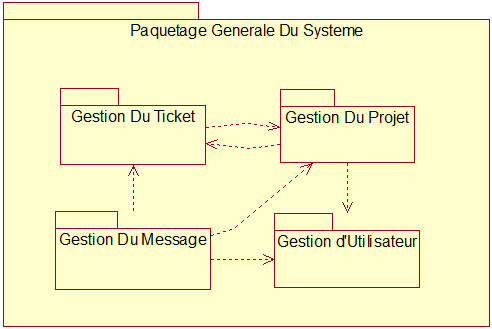 Paquetage Generale Du Systeme
Gestion Du Ticket
Gestion Du Projet
Gestion Du Message
Gestion d'Utilisateur